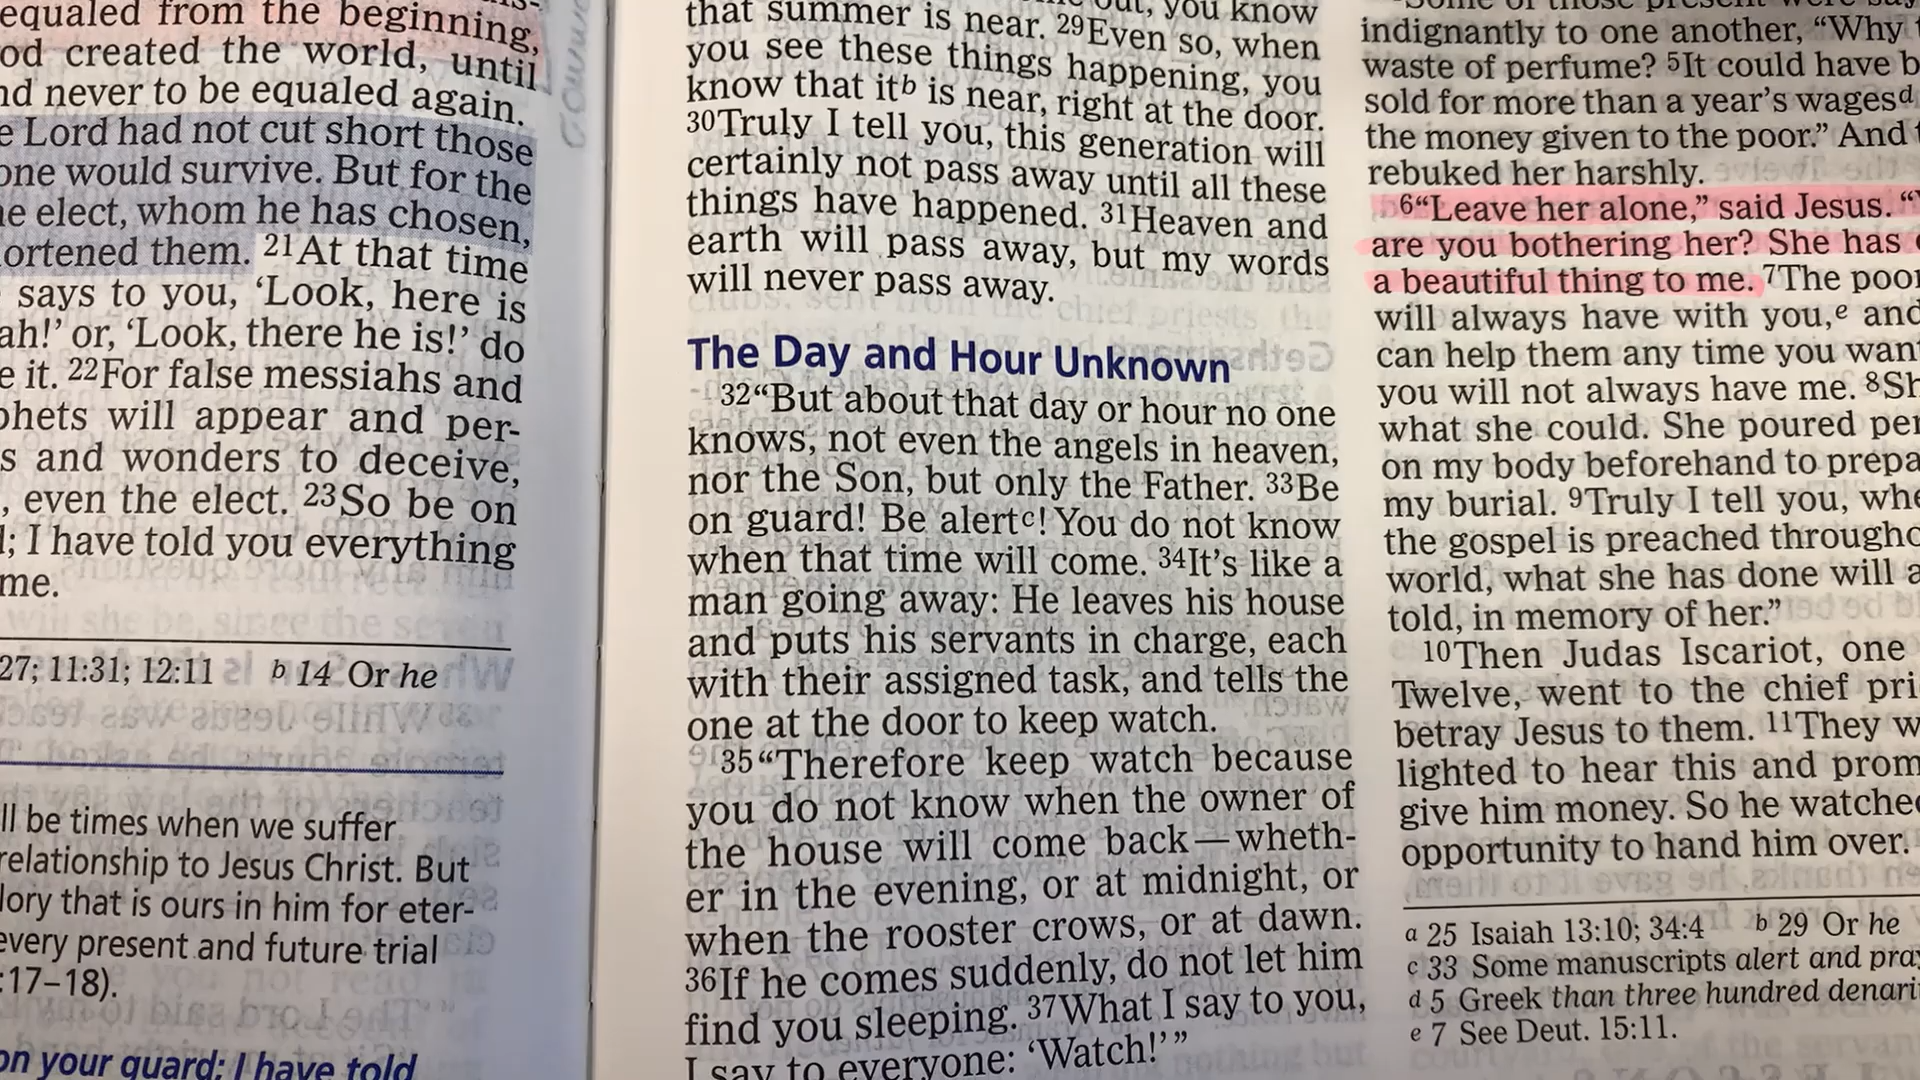 equaled from the beginning,
od created the world, until
nd never to be equaled again.
e Lord had not cut short those
one would survive. But for the
e elect, whom he has chosen,
ortened them. 21At that time
says to you, ‘Look, here is
ah!’ or, ‘Look, there he is!’ do
e it. 22For false messiahs and
phets will appear and per-
s and wonders to deceive,
, even the elect. 23So be on
; I have told you everything
me.
27; 11:31; 12:11 b 14 Or he
ll be times when we suffer
relationship to Jesus Christ. But
lory that is ours in him for eter-
every present and future trial
:17–18).
on your guard; I have told
that summer is near. 29Even so, when
you see these things happening, you
know that itb is near, right at the door.
30Truly I tell you, this generation will
certainly not pass away until all these
things have happened. 31Heaven and
earth will pass away, but my words
will never pass away.
The Day and Hour Unknown
32“But about that day or hour no one
knows, not even the angels in heaven,
nor the Son, but only the Father. 33Be
on guard! Be alertc! You do not know
when that time will come. 34It’s like a
man going away: He leaves his house
and puts his servants in charge, each
with their assigned task, and tells the
one at the door to keep watch.
35“Therefore keep watch because
you do not know when the owner of
the house will come back—wheth-
er in the evening, or at midnight, or
when the rooster crows, or at dawn.
36If he comes suddenly, do not let him
find you sleeping. 37What I say to you,
I say to everyone: ‘Watch!’”
indignantly to one another, “Why
waste of perfume? 5It could have b
sold for more than a year’s wagesd
the money given to the poor.” And
rebuked her harshly.
6“Leave her alone,” said Jesus. “
are you bothering her? She has
a beautiful thing to me. 7The poor
will always have with you,e and
can help them any time you want
you will not always have me. 8Sh
what she could. She poured per
on my body beforehand to prepa
my burial. 9Truly I tell you, whe
the gospel is preached througho
world, what she has done will a
told, in memory of her.”
10Then Judas Iscariot, one
Twelve, went to the chief pri
betray Jesus to them. 11They w
lighted to hear this and prom
give him money. So he watche
opportunity to hand him over.
a 25 Isaiah 13:10; 34:4 b 29 Or he
c 33 Some manuscripts alert and pray
d 5 Greek than three hundred denari
e 7 See Deut. 15:11.